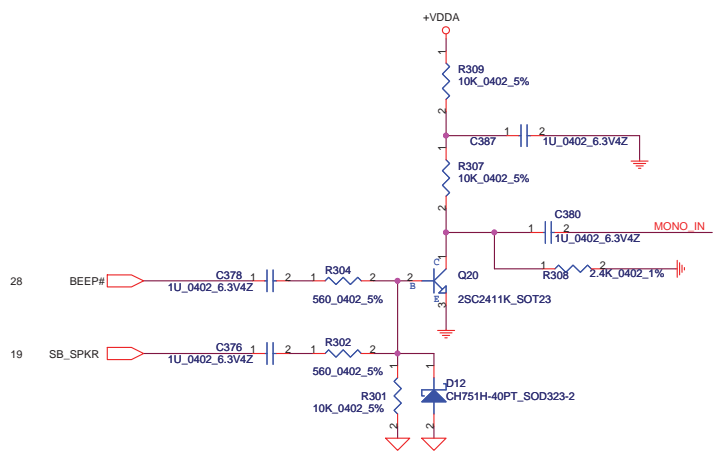 +VDDA
1
R309
10K_0402_5%
2
1
C387
1
2
1U_0402_6.3V4Z
R307
10K_0402_5%
2
C380
1
2
1U_0402_6.3V4Z
MONO_IN
1
R308
2
2.4K_0402_1%
28
BEEP#
C378
1
2
1U_0402_6.3V4Z
R304
1
2
560_0402_5%
2
B
C
1
E
3
Q20
2SC2411K_SOT23
19
SB_SPKR
C376
1
2
1U_0402_6.3V4Z
R302
1
2
560_0402_5%
1
R301
10K_0402_5%
2
1
D12
CH751H-40PT_SOD323-2
2